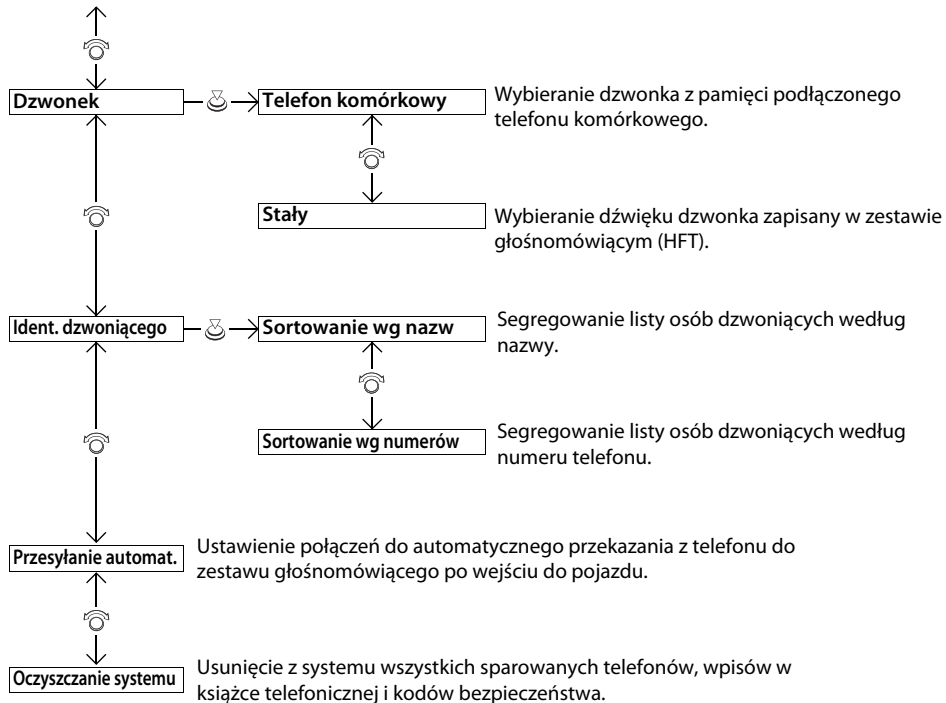 Dzwonek
Telefon komórkowy
Wybieranie dzwonka z pamięci podłączonego
telefonu komórkowego.
Stały
Wybieranie dźwięku dzwonka zapisany w zestawie
głośnomówiącym (HFT).
Ident. dzwoniącego
Sortowanie wg nazw
Segregowanie listy osób dzwoniących według
nazwy.
Sortowanie wg numerów
Segregowanie listy osób dzwoniących według
numeru telefonu.
Przesyłanie automat.
Ustawienie połączeń do automatycznego przekazania z telefonu do
zestawu głośnomówiącego po wejściu do pojazdu.
Oczyszczanie systemu
Usunięcie z systemu wszystkich sparowanych telefonów, wpisów w
książce telefonicznej i kodów bezpieczeństwa.